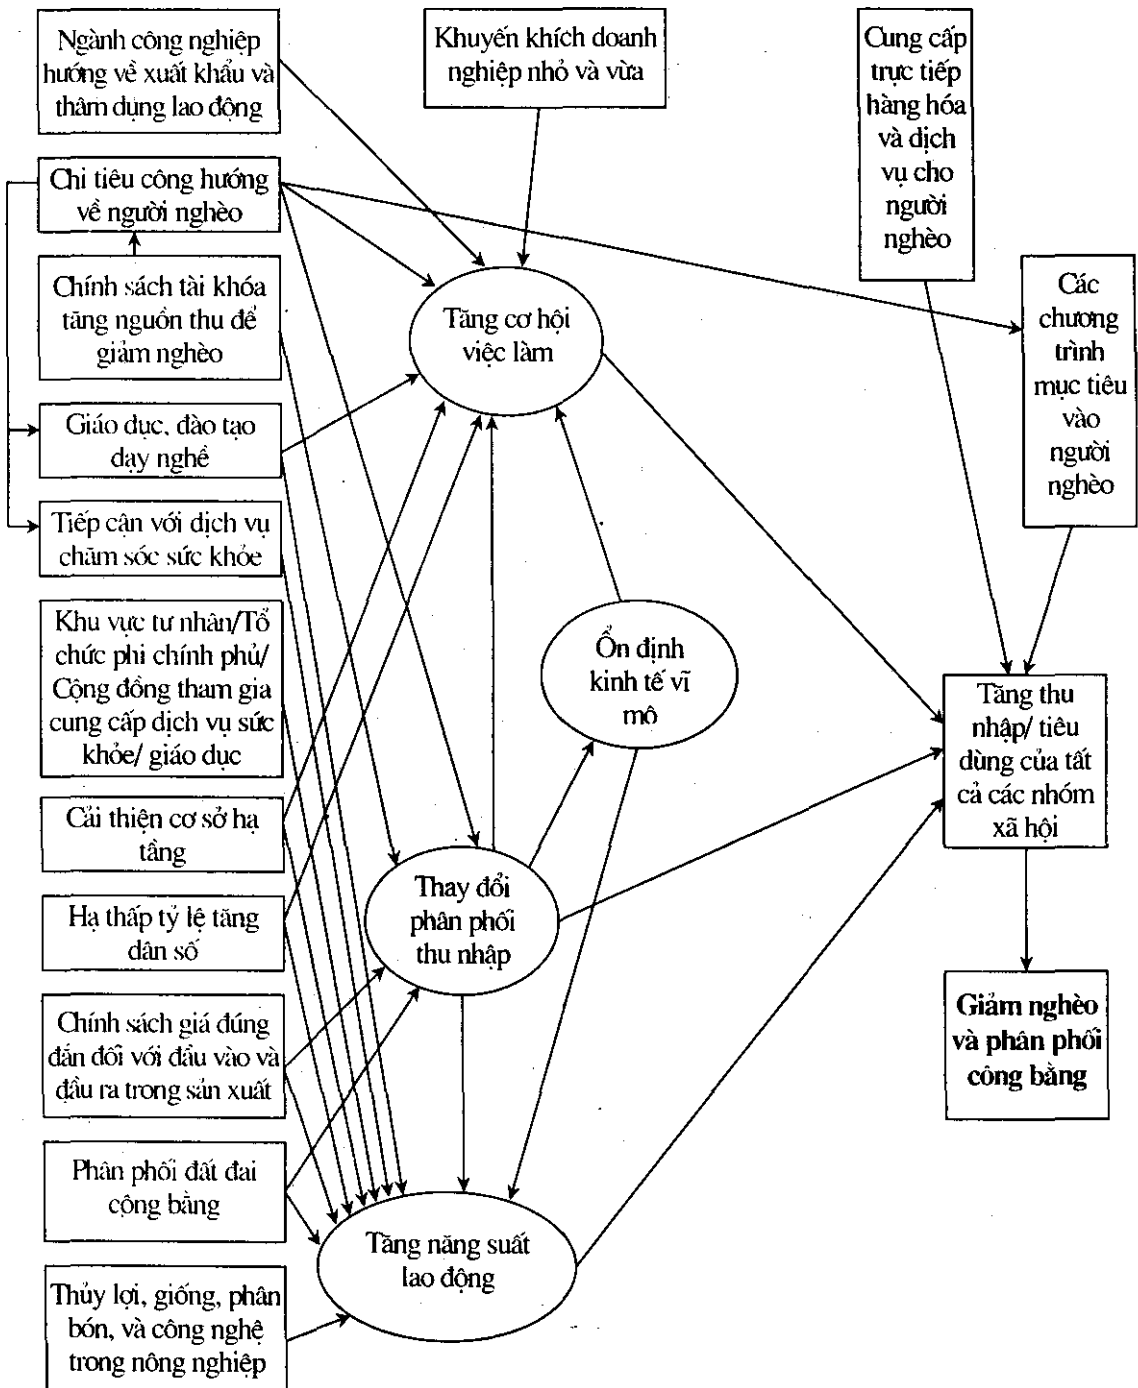 Ngành công nghiệp
hướng về xuất khẩu và
thâm dụng lao động
Khuyến khích doanh
nghiệp nhỏ và vừa
Cung cấp
trực tiếp
hàng hóa
và dịch
vụ cho
người
nghèo
Chi tiêu công hướng
về người nghèo
Chính sách tài khóa
tăng nguồn thu để
giảm nghèo
Các
chương
trình
mục tiêu
vào
người
nghèo
Tăng cơ hội
việc làm
Giáo dục, đào tạo
dạy nghề
Tiếp cận với dịch vụ
chăm sóc sức khỏe
Khu vực tư nhân/Tổ
chức phi chính phủ/
Cộng đồng tham gia
cung cấp dịch vụ sức
khỏe/ giáo dục
Ổn định
kinh tế vĩ
mô
Tăng thu
nhập/ tiêu
dùng của tất
cả các nhóm
xã hội
Cải thiện cơ sở hạ
tầng
Thay đổi
phân phối
thu nhập
Hạ thấp tỷ lệ tăng
dân số
Giảm nghèo
và phân phối
công bằng
Chính sách giá đúng
đắn đối với đầu vào và
đầu ra trong sản xuất
Phân phối đất đai
cộng bằng
Tăng năng suất
lao động
Thủy lợi, giống, phân
bón, và công nghệ
trong nông nghiệp